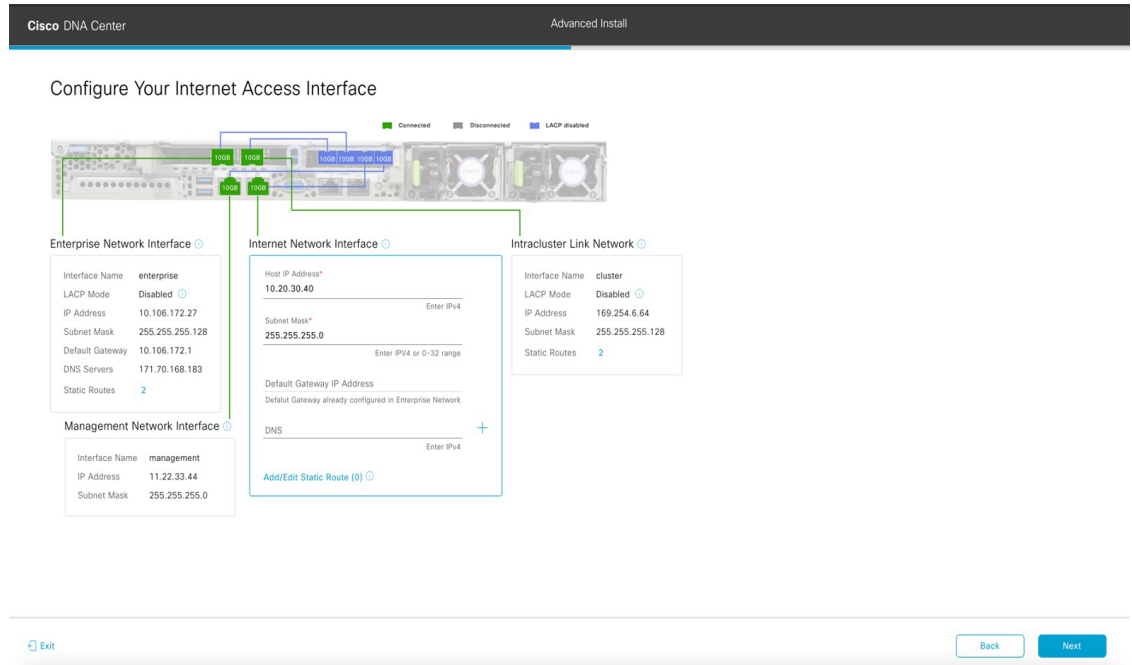 Cisco DNA Center
Advanced Install
Configure Your Internet Access Interface
Connected
Disconnected
LACP disabled
10GB 10GB 10GB 10GB 10GB 10GB
10GB 10GB
Enterprise Network Interface
Interface Name enterprise
LACP Mode Disabled
IP Address 10.106.172.27
Subnet Mask 255.255.255.128
Default Gateway 10.106.172.1
DNS Servers 171.70.168.183
Static Routes 2
Management Network Interface
Interface Name management
IP Address 11.22.33.44
Subnet Mask 255.255.255.0
Internet Network Interface
Host IP Address*
10.20.30.40
Enter IPv4
Subnet Mask*
255.255.255.0
Enter IPV4 or 0-32 range
Default Gateway IP Address
Defalut Gateway already configured in Enterprise Network
DNS
Enter IPv4
Add/Edit Static Route (0)
Intracluster Link Network
Interface Name cluster
LACP Mode Disabled
IP Address 169.254.6.64
Subnet Mask 255.255.255.128
Static Routes 2
Exit
Back
Next